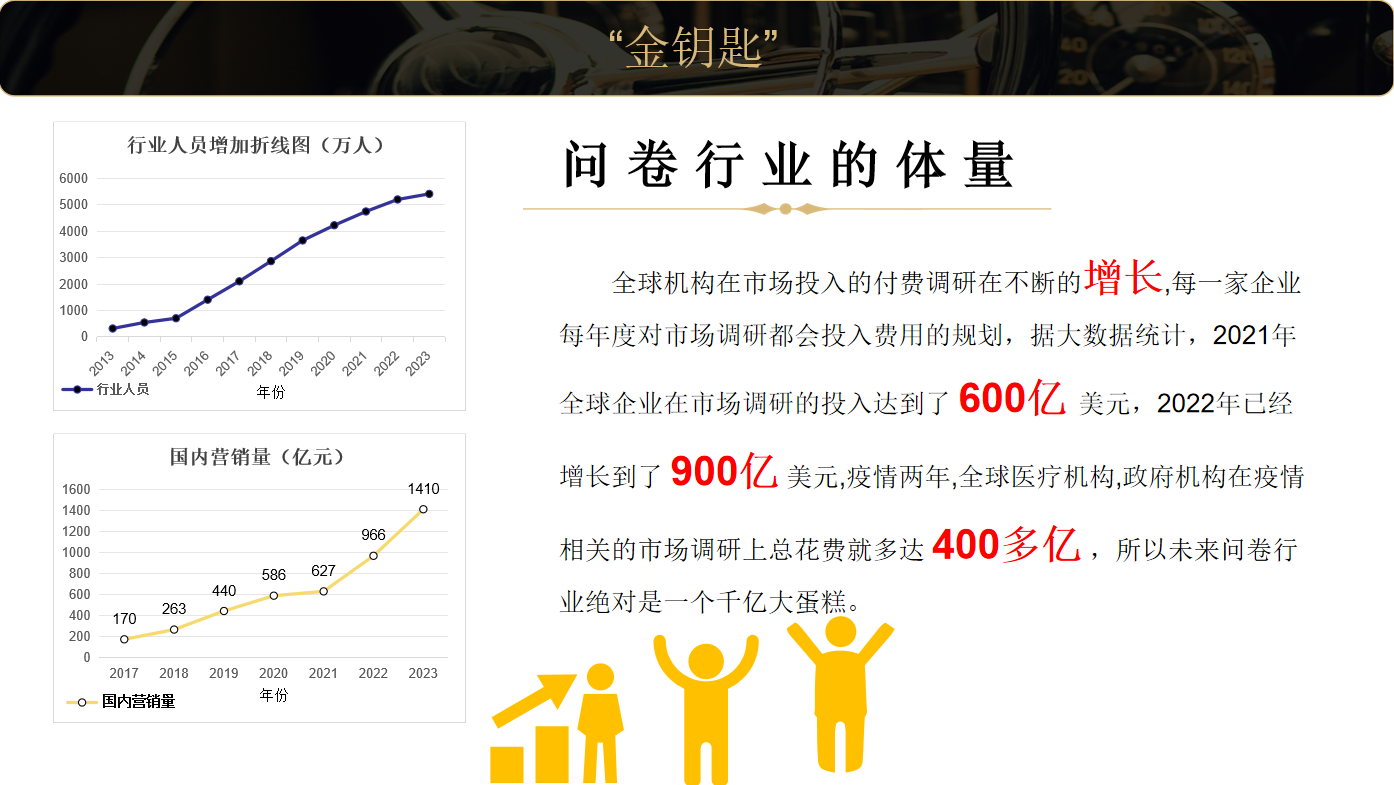 “金钥匙”
行业人员增加折线图（万人）
6000
5000
4000
3000
2000
1000
0
2013 2014 2015 2016 2017 2018 2019 2020 2021 2022 2023
行业人员
年份
国内营销量（亿元）
1600
1400
1200
1000
800
600
400
200
0
170 263 440 586 627 966 1410
2017 2018 2019 2020 2021 2022 2023
年份
国内营销量
问卷行业的体量
全球机构在市场投入的付费调研在不断的增长,每一家企业
每年度对市场调研都会投入费用的规划，据大数据统计，2021年
全球企业在市场调研的投入达到了 600亿 美元，2022年已经
增长到了 900亿 美元,疫情两年,全球医疗机构,政府机构在疫情
相关的市场调研上总花费就多达 400多亿 ，所以未来问卷行
业绝对是一个千亿大蛋糕。